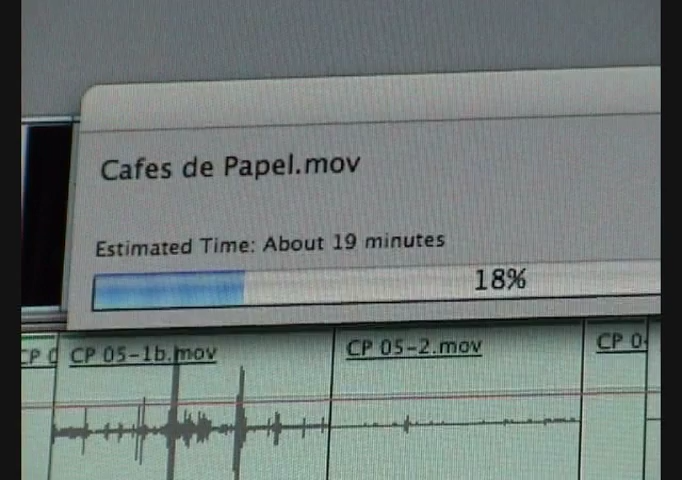 Cafes de Papel.mov
Estimated Time: About 19 minutes
18%
CP 05-1b.mov
CP 05-2.mov